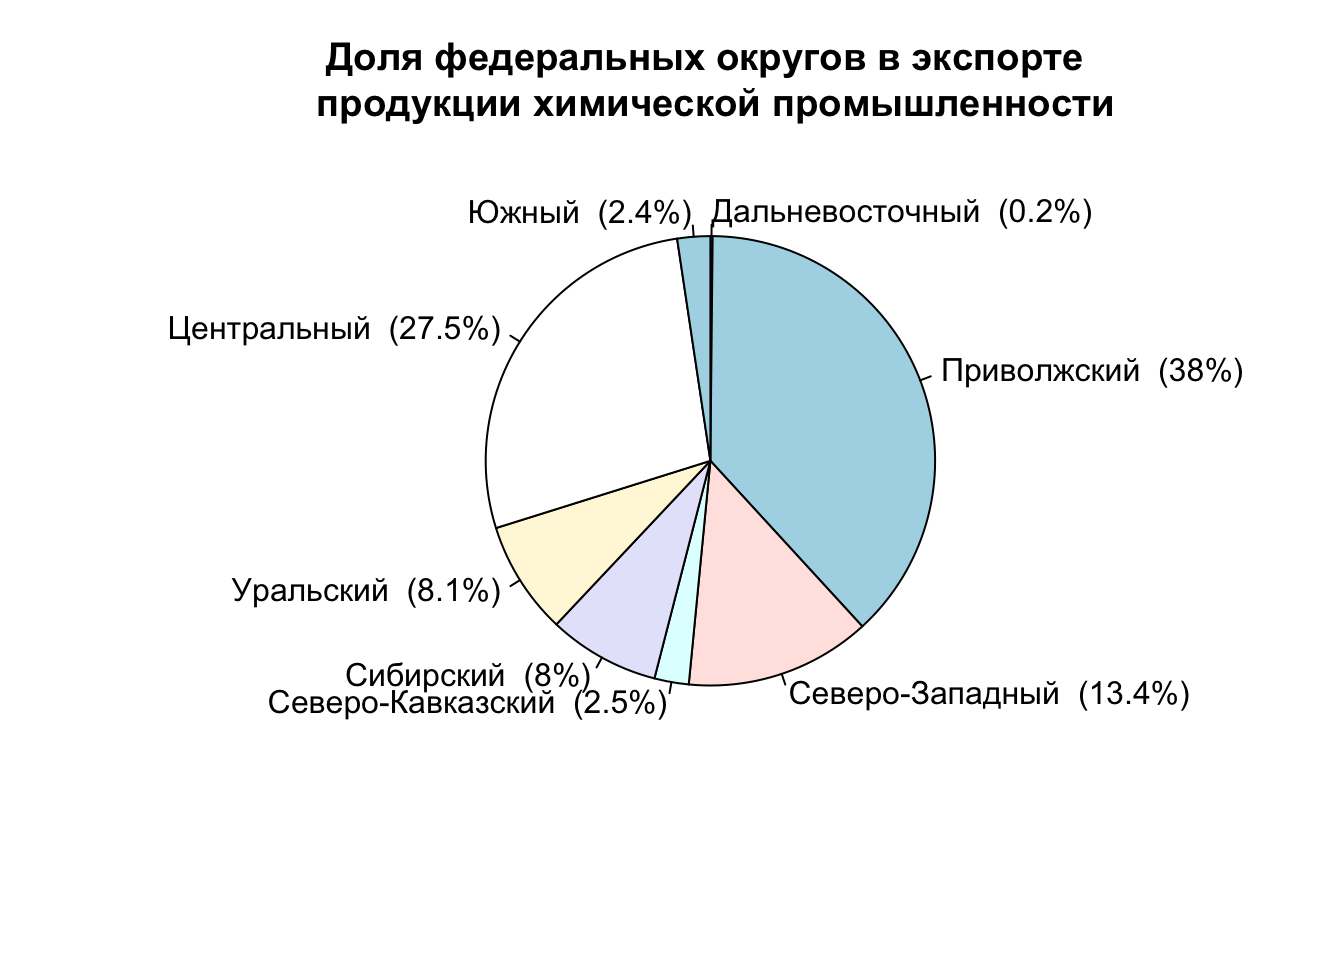 Доля федеральных округов в экспорте
продукции химической промышленности
Южный (2.4%)
Дальневосточный (0.2%)
Центральный (27.5%)
Приволжский (38%)
Уральский (8.1%)
Сибирский (8%)
Северо-Кавказский (2.5%)
Северо-Западный (13.4%)